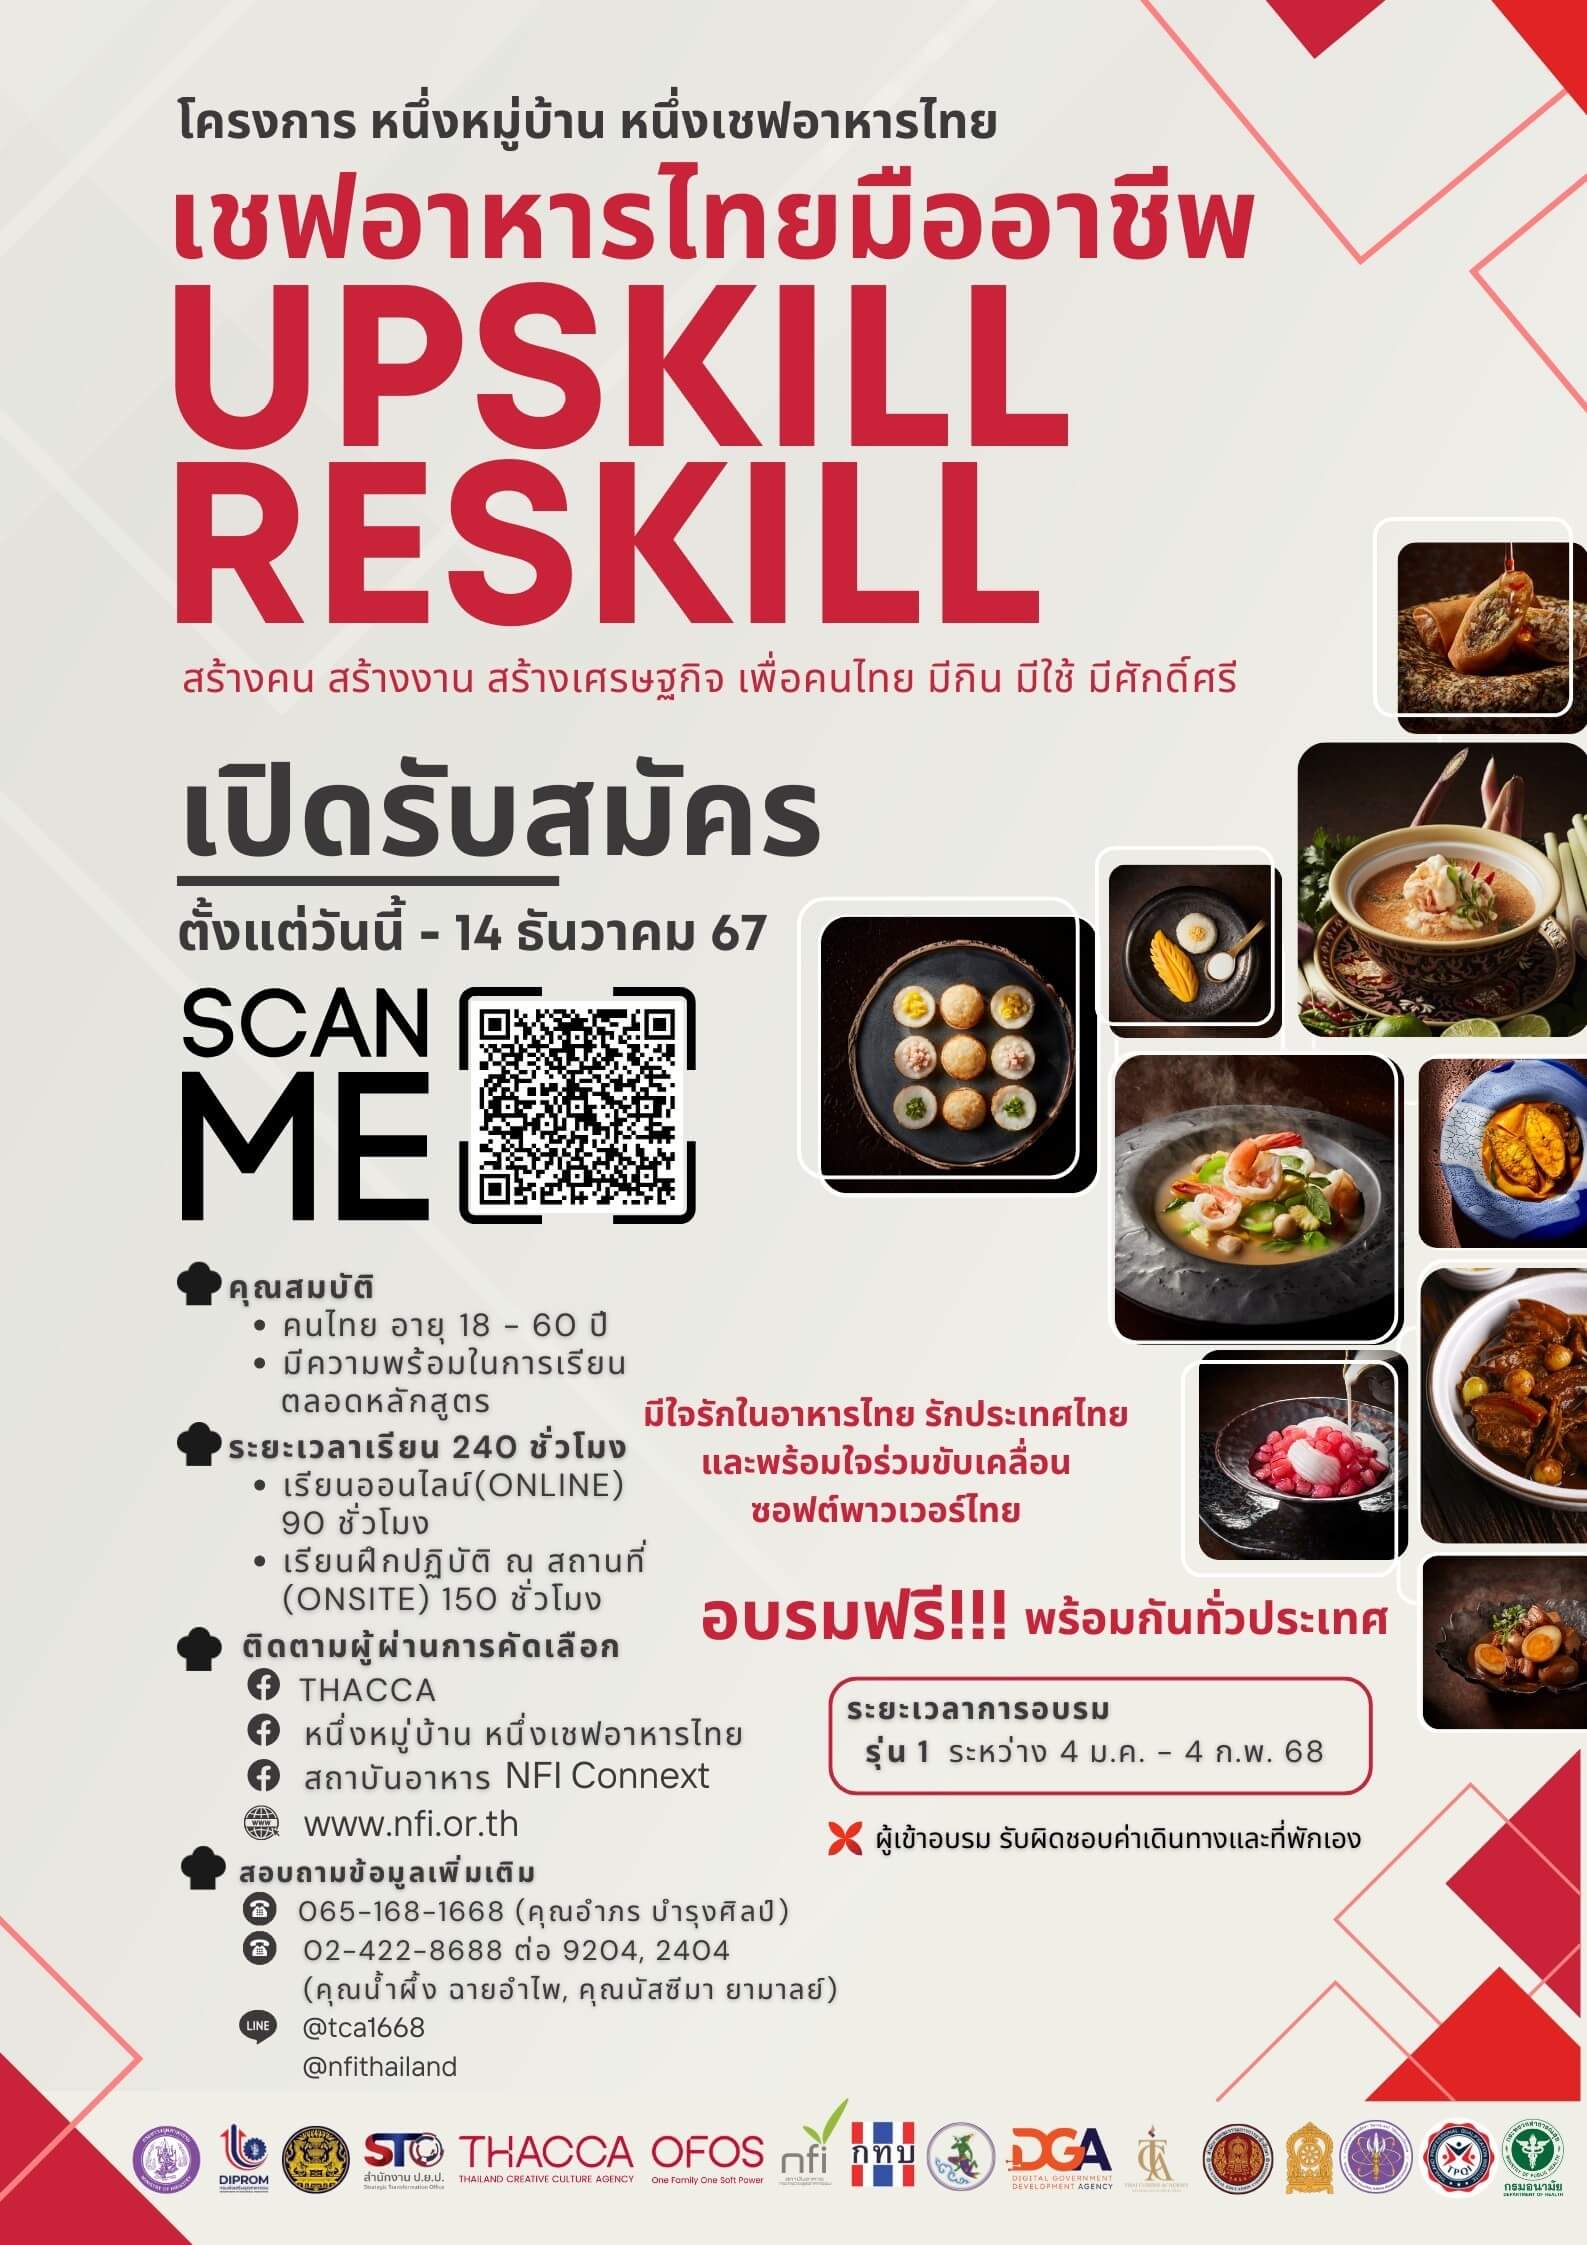 โครงการ หนึ่งหมู่บ้าน หนึ่งเชฟอาหารไทย
เชฟอาหารไทยมืออาชีพ
UPSKILL
RESKILL
สร้างคน สร้างงาน สร้างเศรษฐกิจ เพื่อคนไทย มีกิน มีใช้ มีศักดิ์ศรี
เปิดรับสมัคร
ตั้งแต่วันนี้ - 14 ธันวาคม 67
SCAN
ME
คุณสมบัติ
• คนไทย อายุ 18 - 60 ปี
• มีความพร้อมในการเรียน
ตลอดหลักสูตร
ระยะเวลาเรียน 240 ชั่วโมง
• เรียนออนไลน์(ONLINE)
90 ชั่วโมง
• เรียนฝึกปฏิบัติ ณ สถานที่
(ONSITE) 150 ชั่วโมง
ติดตามผู้ผ่านการคัดเลือก
THACCA
หนึ่งหมู่บ้าน หนึ่งเชฟอาหารไทย
สถาบันอาหาร NFI Connext
www.nfi.or.th
สอบถามข้อมูลเพิ่มเติม
065-168-1668 (คุณอำภร บำรุงศิลป์)
02-422-8688 ต่อ 9204, 2404
(คุณน้ำผึ้ง ฉายอำไพ, คุณนัสซีมา ยามาลย์)
LINE
@tca1668
@nfithailand
มีใจรักในอาหารไทย รักประเทศไทย
และพร้อมใจร่วมขับเคลื่อน
ซอฟต์พาวเวอร์ไทย
อบรมฟรี!!! พร้อมกันทั่วประเทศ
ระยะเวลาการอบรม
รุ่น 1 ระหว่าง 4 ม.ค. - 4 ก.พ. 68
ผู้เข้าอบรม รับผิดชอบค่าเดินทางและที่พักเอง
DIPROM
STO
สำนักงาน ป.ย.ป.
Strategic Transformation Office
THACCA
THAILAND CREATIVE CULTURE AGENCY
OFOS
One Family One Soft Power
nfi
กทบ
DGA
DIGITAL GOVERNMENT
DEVELOPMENT AGENCY
TPQI
กรมอนามัย
DEPARTMENT OF HEALTH